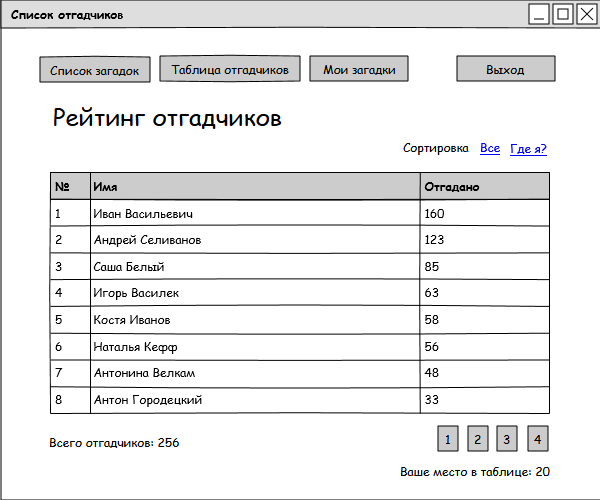 Список отгадчиков
Список загадок Таблица отгадчиков Мои загадки Выход
Рейтинг отгадчиков
Сортировка Все Где я?
№ Имя Отгадано
1 Иван Васильевич 160
2 Андрей Селиванов 123
3 Саша Белый 85
4 Игорь Василек 63
5 Костя Иванов 58
6 Наталья Кефф 56
7 Антонина Велкам 48
8 Антон Городецкий 33
Всего отгадчиков: 256 1 2 3 4
Ваше место в таблице: 20